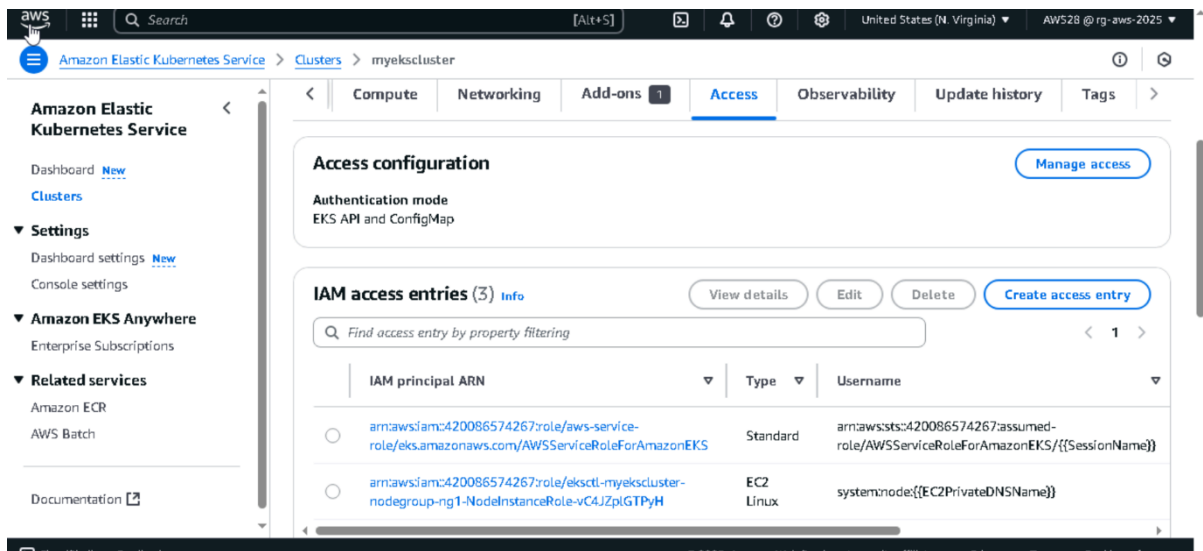 aws
Search
[Alt+S]
United States (N. Virginia)
AWS28 @ rg-aws-2025
Amazon Elastic Kubernetes Service > Clusters > myekscluster
Amazon Elastic
Kubernetes Service
Dashboard New
Clusters
Settings
Dashboard settings New
Console settings
Amazon EKS Anywhere
Enterprise Subscriptions
Related services
Amazon ECR
AWS Batch
Documentation
Compute
Networking
Add-ons 1
Access
Observability
Update history
Tags
Access configuration
Manage access
Authentication mode
EKS API and ConfigMap
IAM access entries (3) Info
View details
Edit
Delete
Create access entry
Find access entry by property filtering
1
IAM principal ARN
Type
Username
arn:aws:iam::420086574267:role/aws-service-
role/eks.amazonaws.com/AWSServiceRoleForAmazonEKS
Standard
arn:aws:sts::420086574267:assumed-
role/AWSServiceRoleForAmazonEKS/{{SessionName}}
arn:aws:iam::420086574267:role/eksctl-myekscluster-
nodegroup-ng1-NodeInstanceRole-vC4JZplGTPyH
EC2
Linux
system:node:{{EC2PrivateDNSName}}